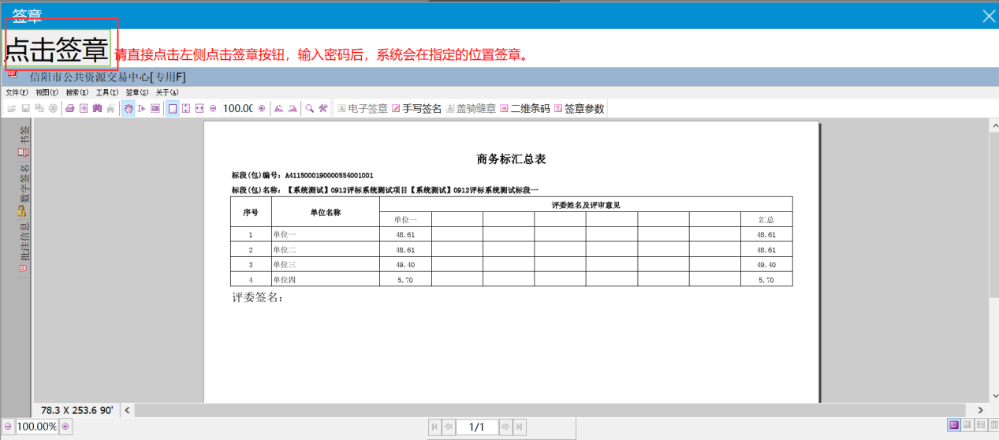 签章
点击签章 请直接点击左侧点击签章按钮，输入密码后，系统会在指定的位置签章。
信阳市公共资源交易中心[专用F]
文件(F) 视图(V) 搜索(R) 工具(I) 签章(S) 关于(A)
100.00 电子签章 手写签名 盖骑缝章 二维条码 签章参数
书签
数字签名
批注信息
商务标汇总表
标段(包)编号：A4115000190000554001001
标段(包)名称：【系统测试】0912评标系统测试项目【系统测试】0912评标系统测试标段一
序号 单位名称 评委姓名及评审意见
单位一 汇总
1 单位一 48.61 48.61
2 单位二 48.61 48.61
3 单位三 49.40 49.40
4 单位四 5.70 5.70
评委签名：
78.3 X 253.6 90'
100.00% 1/1